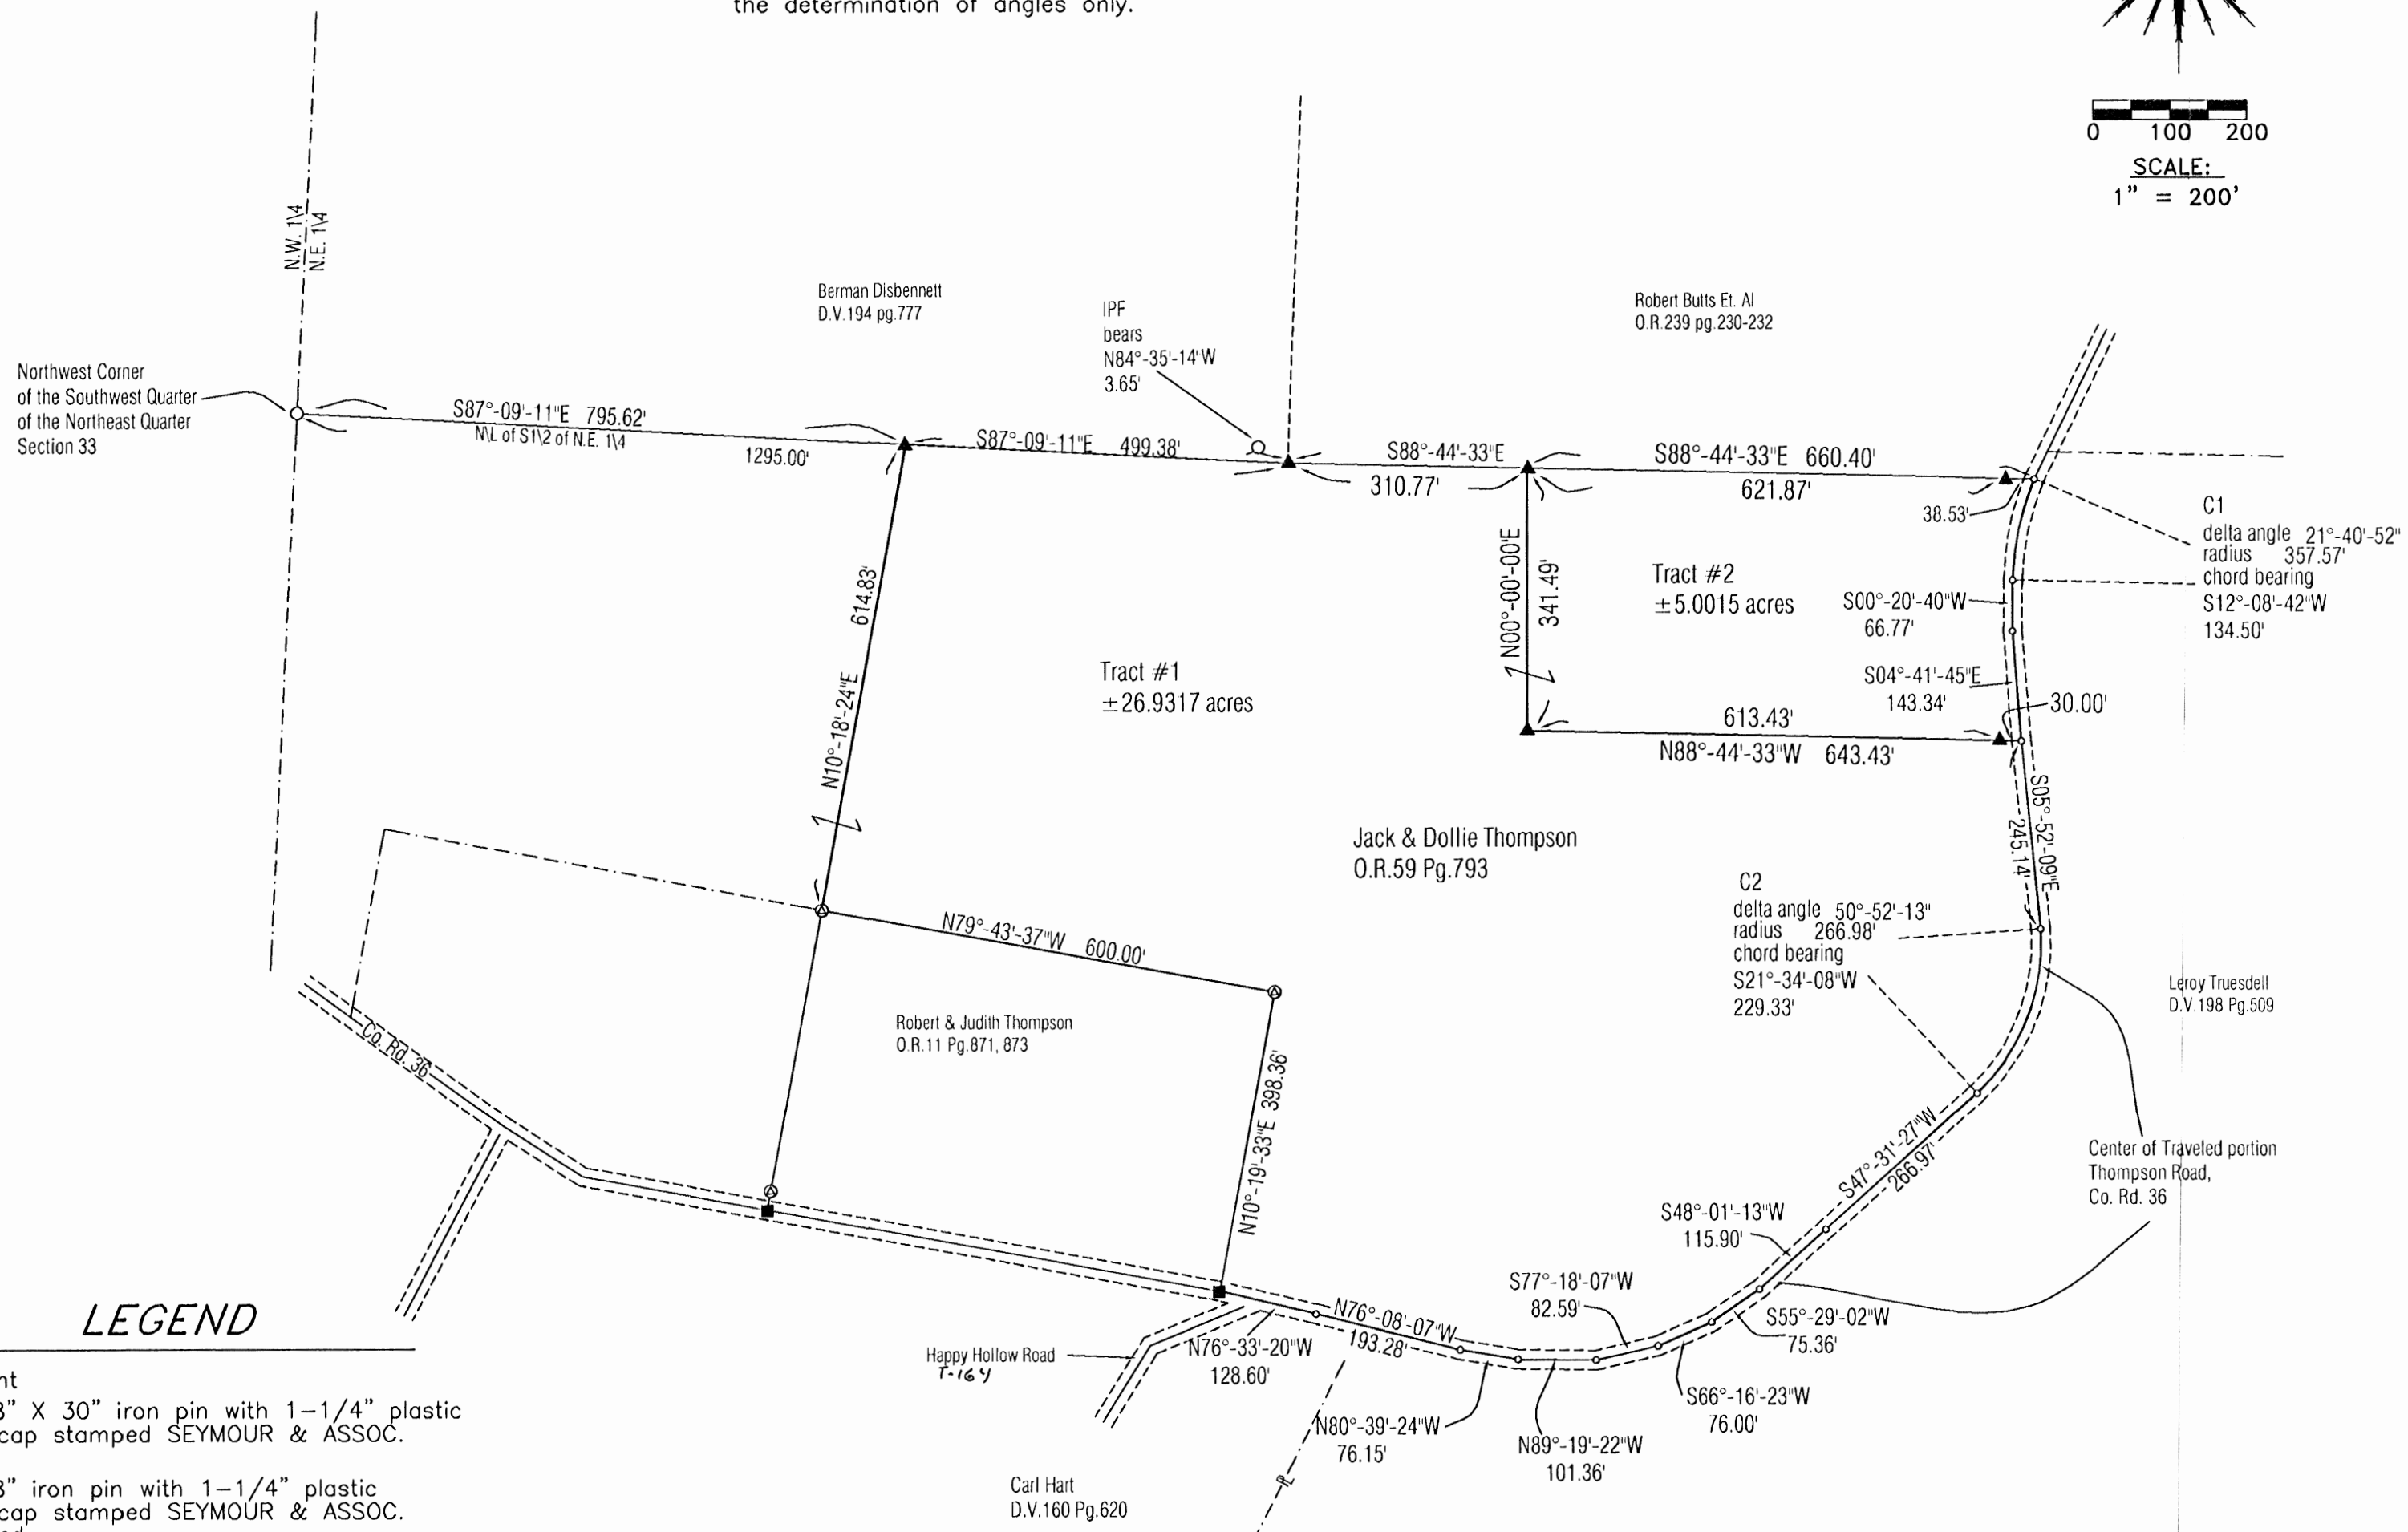 the determination of angles only.
0 100 200
SCALE:
1" = 200'
N.W. 1\4
N.E. 1\4
Berman Disbennett
D.V.194 pg.777
IPF
bears
N84°-35'-14'W
3.65'
Robert Butts Et. Al
O.R.239 pg.230-232
Northwest Corner
of the Southwest Quarter
of the Northeast Quarter
Section 33
S87°-09'-11"E 795.62'
N\L of S1\2 of N.E. 1\4
1295.00'
S87°-09'-11"E 499.38'
S88°-44'-33"E
310.77'
S88°-44'-33"E 660.40'
621.87'
38.53'
C1
delta angle 21°-40'-52"
radius 357.57'
chord bearing
S12°-08'-42"W
134.50'
N10°-18'-24"E
614.83'
N00°-00'-00'E
341.49'
Tract #2
±5.0015 acres
S00°-20'-40"W
66.77'
Tract #1
±26.9317 acres
S04°-41'-45"E
143.34'
30.00'
613.43'
N88°-44'-33"W 643.43'
S05°-52'-09"E
245.14'
Jack & Dollie Thompson
O.R.59 Pg.793
C2
delta angle 50°-52'-13"
radius 266.98'
chord bearing
S21°-34'-08"W
229.33'
N79°-43'-37"W 600.00'
Leroy Truesdell
D.V.198 Pg.509
Robert & Judith Thompson
O.R.11 Pg.871, 873
Co. Rd. 36
N10°-19'-33"E 398.36'
S47°-31'-27"W
266.97'
Center of Traveled portion
Thompson Road,
Co. Rd. 36
S48°-01'-13"W
115.90'
S77°-18'-07"W
82.59'
S55°-29'-02"W
75.36'
N76°-08'-07"W
193.28'
Happy Hollow Road
T-164
N76°-33'-20"W
128.60'
S66°-16'-23"W
76.00'
N80°-39'-24"W
76.15'
N89°-19'-22"W
101.36'
Carl Hart
D.V.160 Pg.620
PL
LEGEND
nt
8" X 30" iron pin with 1-1/4" plastic
cap stamped SEYMOUR & ASSOC.
8" iron pin with 1-1/4" plastic
cap stamped SEYMOUR & ASSOC.